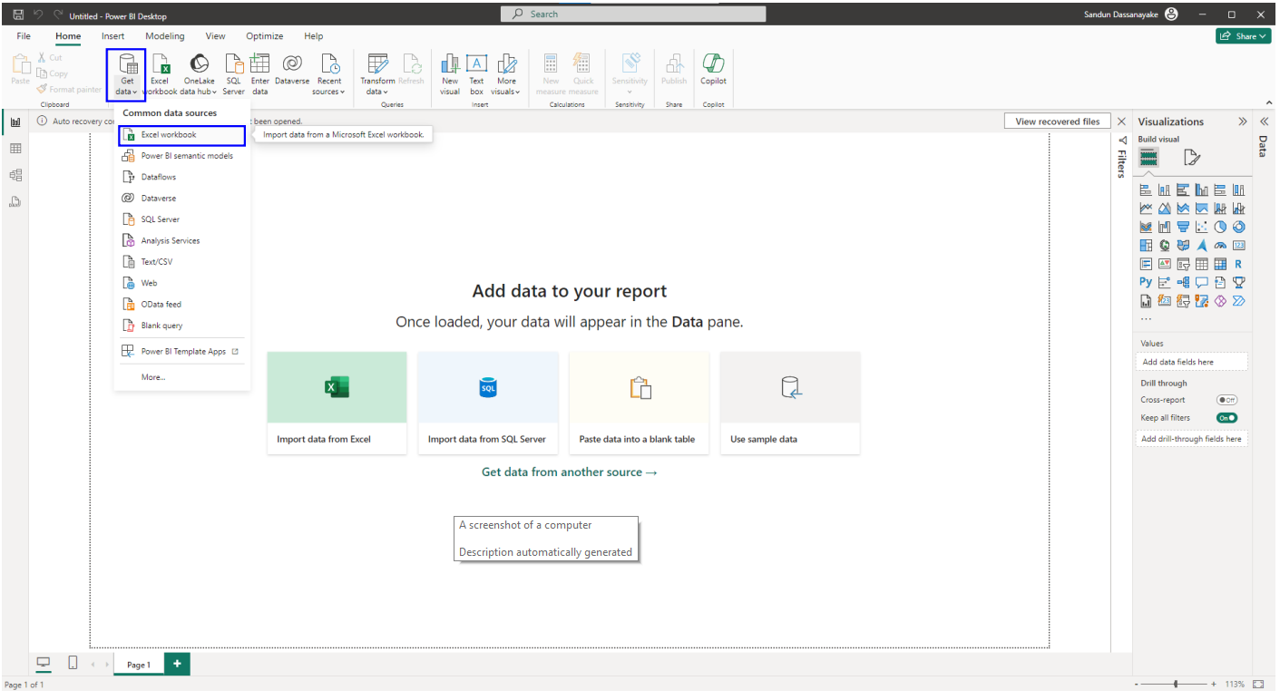 Untitled - Power BI Desktop
Search
Sandun Dassanayake
File Home Insert Modeling View Optimize Help
Share
Paste
Cut
Copy
Format painter
Clipboard
Get data
Excel workbook
OneLake data hub
SQL Server
Enter data
Dataverse
Recent sources
Transform data
Refresh
Queries
New visual
Text box
More visuals
Insert
New measure
Quick measure
Calculations
Sensitivity
Sensitivity
Publish
Share
Copilot
Copilot
Auto recovery co
been opened.
View recovered files
Common data sources
Excel workbook
Import data from a Microsoft Excel workbook.
Power BI semantic models
Dataflows
Dataverse
SQL Server
Analysis Services
Text/CSV
Web
OData feed
Blank query
Power BI Template Apps
More...
Add data to your report
Once loaded, your data will appear in the Data pane.
Import data from Excel
SQL
Import data from SQL Server
Paste data into a blank table
Use sample data
Get data from another source →
A screenshot of a computer
Description automatically generated
Filters
Visualizations
Build visual
123
R
Py
...
Values
Add data fields here
Drill through
Cross-report
Off
Keep all filters
On
Add drill-through fields here
Data
Page 1
Page 1 of 1
113%